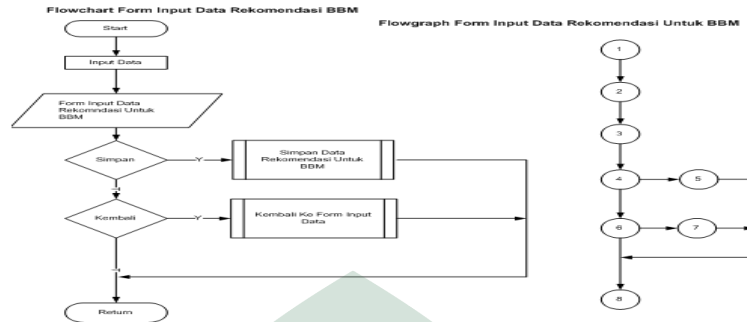 Flowchart Form Input Data Rekomendasi BBM
Start
Input Data
Form Input Data
Rekomndasi Untuk
BBM
Simpan
Y
Simpan Data
Rekomendasi Untuk
BBM
Kembali
Y
Kembali Ke Form Input
Data
Return
Flowgraph Form Input Data Rekomendasi Untuk BBM
1
2
3
4
5
6
7
8